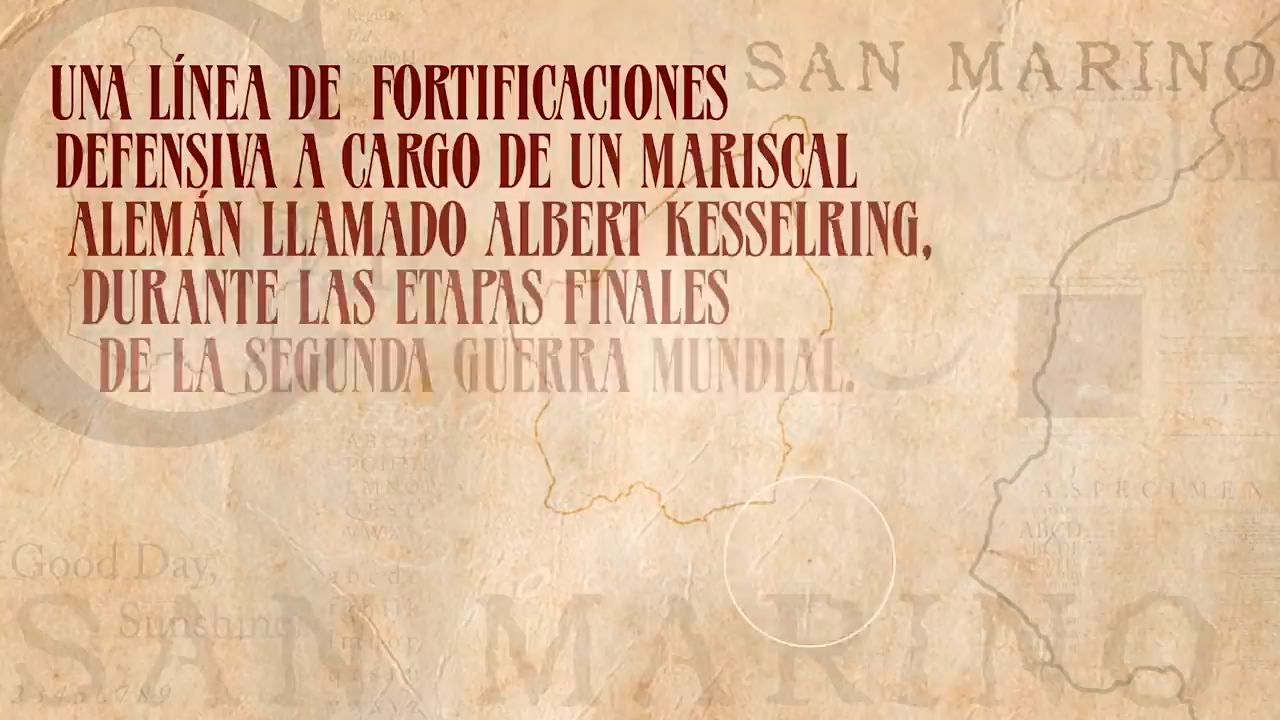 SAN MARINO
UNA LÍNEA DE FORTIFICACIONES
DEFENSIVA A CARGO DE UN MARISCAL
ALEMÁN LLAMADO ALBERT KESSELRING,
DURANTE LAS ETAPAS FINALES
DE LA SEGUNDA GUERRA MUNDIAL.
A SPECIMEN
Good Day,
Sunshine
SAN MARINO